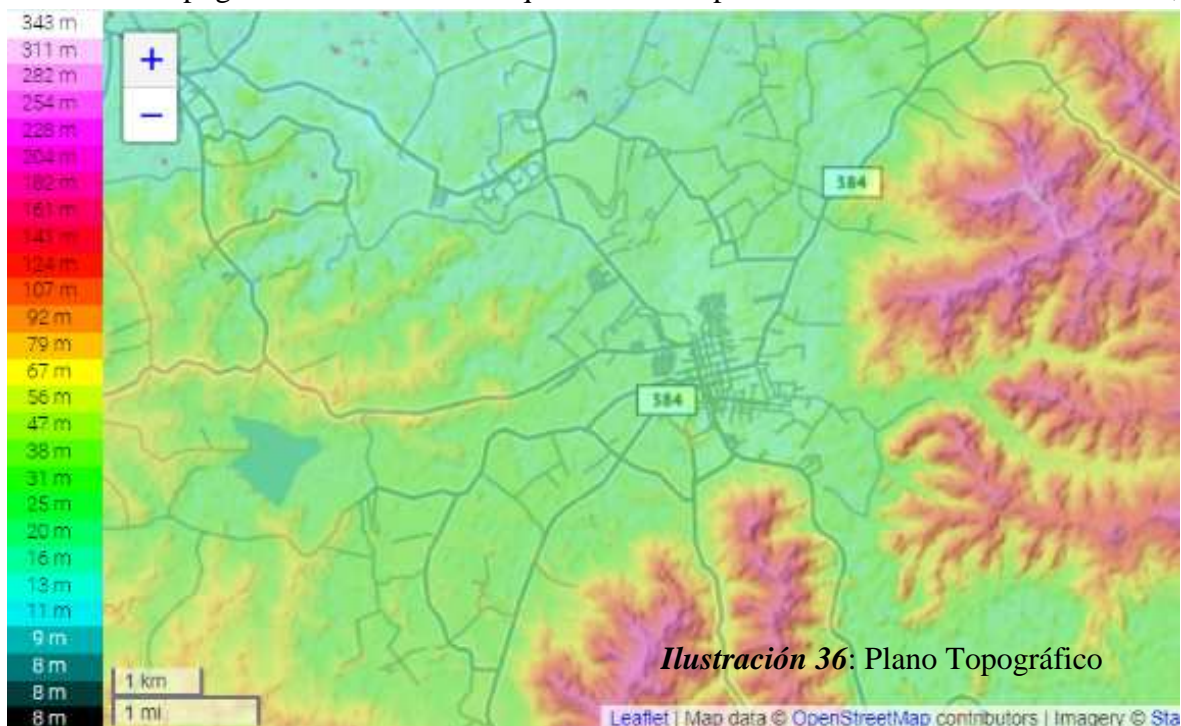 343 m
311 m
282 m
254 m
228 m
204 m
182 m
161 m
141 m
124 m
107 m
92 m
79 m
67 m
56 m
47 m
38 m
31 m
25 m
20 m
16 m
13 m
11 m
9 m
8 m
8 m
8 m
+
−
384
384
1 km
1 mi
Ilustración 36: Plano Topográfico
Leaflet | Map data © OpenStreetMap contributors | Imagery © Sta